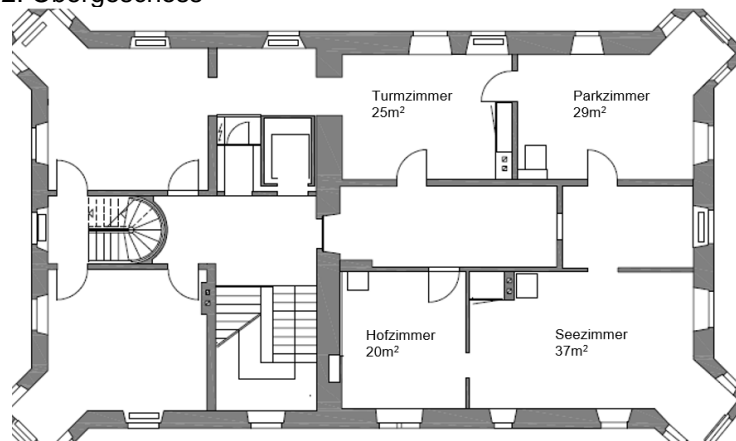 2. Obergeschoss
Turmzimmer
25m²
Parkzimmer
29m²
Hofzimmer
20m²
Seezimmer
37m²